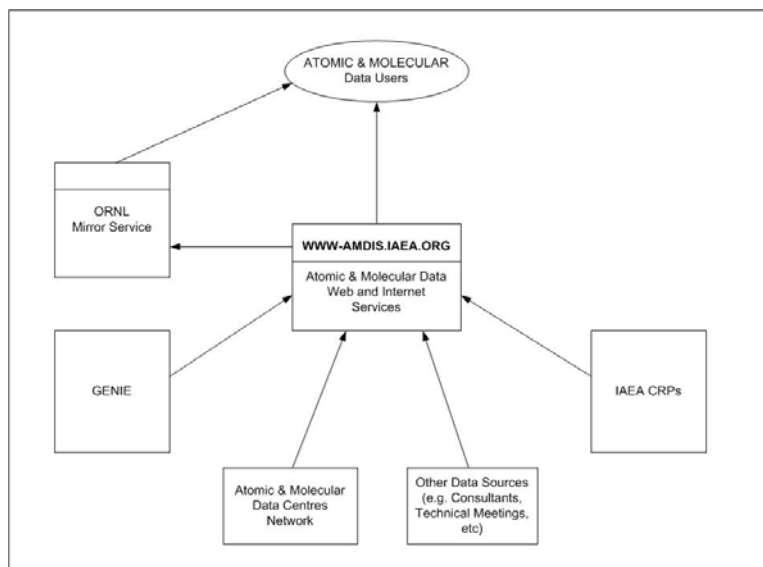 ATOMIC & MOLECULAR
Data Users
ORNL
Mirror Service
WWW-AMDIS.IAEA.ORG
Atomic & Molecular Data
Web and Internet
Services
GENIE
IAEA CRPs
Atomic & Molecular
Data Centres
Network
Other Data Sources
(e.g. Consultants,
Technical Meetings,
etc)